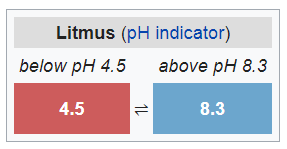 Litmus (pH indicator)
below pH 4.5 above pH 8.3
4.5 ⇌ 8.3